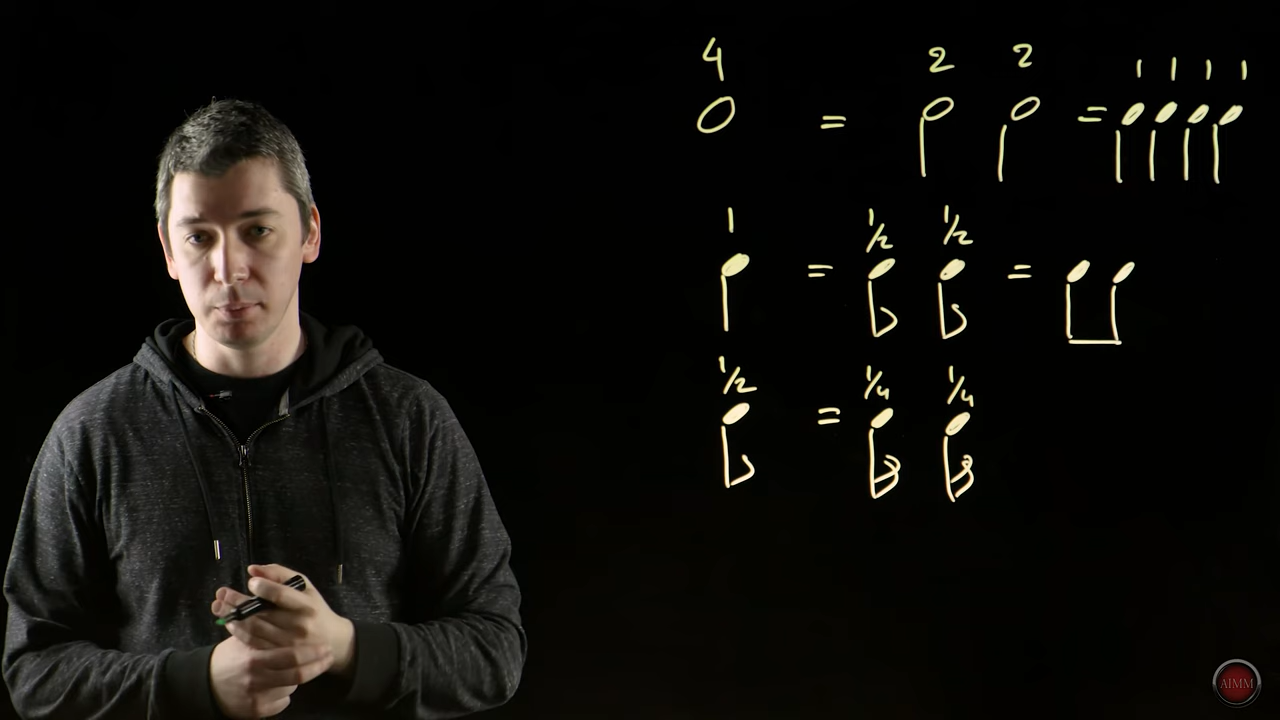 4 2 2 1 1 1 1
= =
1 1/2 1/2
= =
1/2 1/4 1/4
=
AIMM